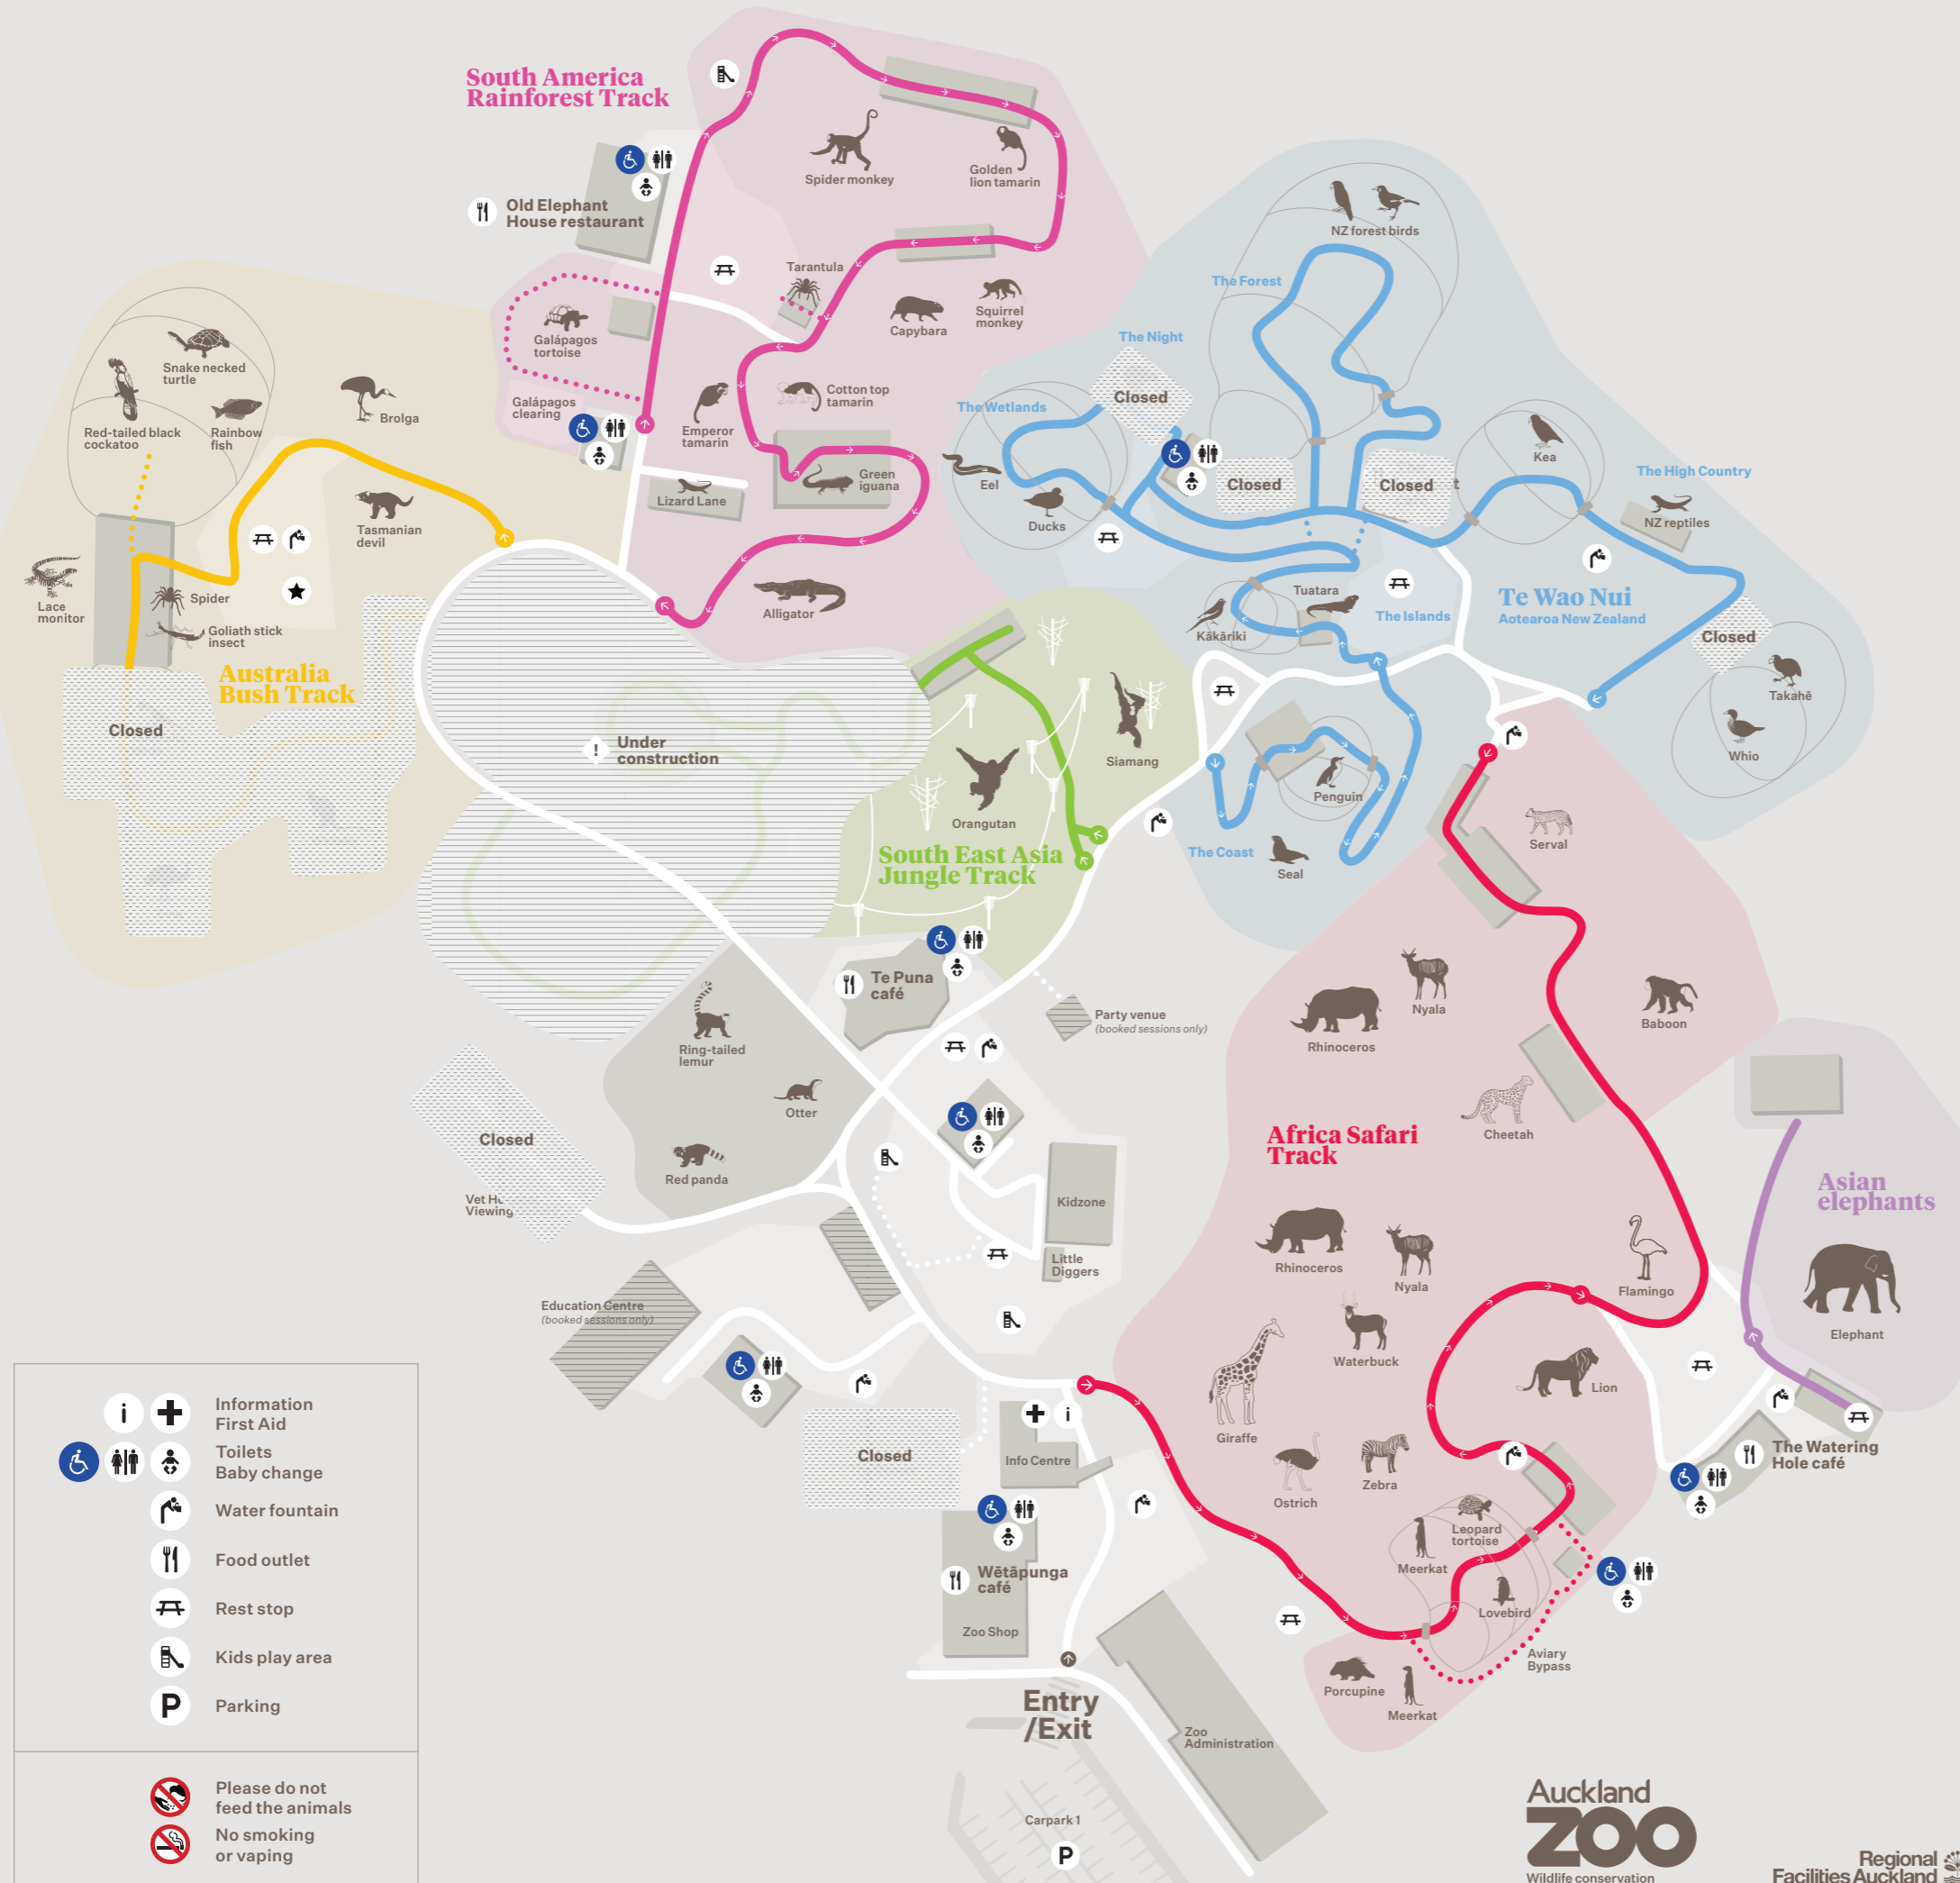 South America
Rainforest Track
Spider monkey
Golden
lion tamarin
Old Elephant
House restaurant
NZ forest birds
The Forest
Tarantula
Capybara
Squirrel
monkey
Galápagos
tortoise
The Night
Closed
Snake necked
turtle
Brolga
Red-tailed black
cockatoo
Rainbow
fish
Galápagos
clearing
Emperor
tamarin
Cotton top
tamarin
The Wetlands
Kea
The High Country
Green
iguana
Lizard Lane
Eel
Ducks
Closed
Closed
t
NZ reptiles
Tasmanian
devil
Lace
monitor
Spider
Goliath stick
insect
Alligator
Tuatara
Kākāriki
The Islands
Te Wao Nui
Aotearoa New Zealand
Closed
Takahē
Whio
Australia
Bush Track
Closed
!
Under
construction
Siamang
Orangutan
South East Asia
Jungle Track
Penguin
The Coast
Seal
Serval
Te Puna
café
Party venue
(booked sessions only)
Nyala
Rhinoceros
Baboon
Cheetah
Ring-tailed
lemur
Otter
Red panda
Closed
Vet Ho
Viewing
Kidzone
Little
Diggers
Africa Safari
Track
Asian
elephants
Elephant
Rhinoceros
Nyala
Flamingo
Waterbuck
Lion
Giraffe
Ostrich
Zebra
Education Centre
(booked sessions only)
Closed
i
Info Centre
The Watering
Hole café
Leopard
tortoise
Meerkat
Lovebird
Aviary
Bypass
Porcupine
Meerkat
Wētāpunga
café
Zoo Shop
Entry
/Exit
Zoo
Administration
Carpark 1
P
i
Information
First Aid
Toilets
Baby change
Water fountain
Food outlet
Rest stop
Kids play area
P
Parking
Please do not
feed the animals
No smoking
or vaping
Auckland
ZOO
Wildlife conservation
Regional
Facilities Auckland